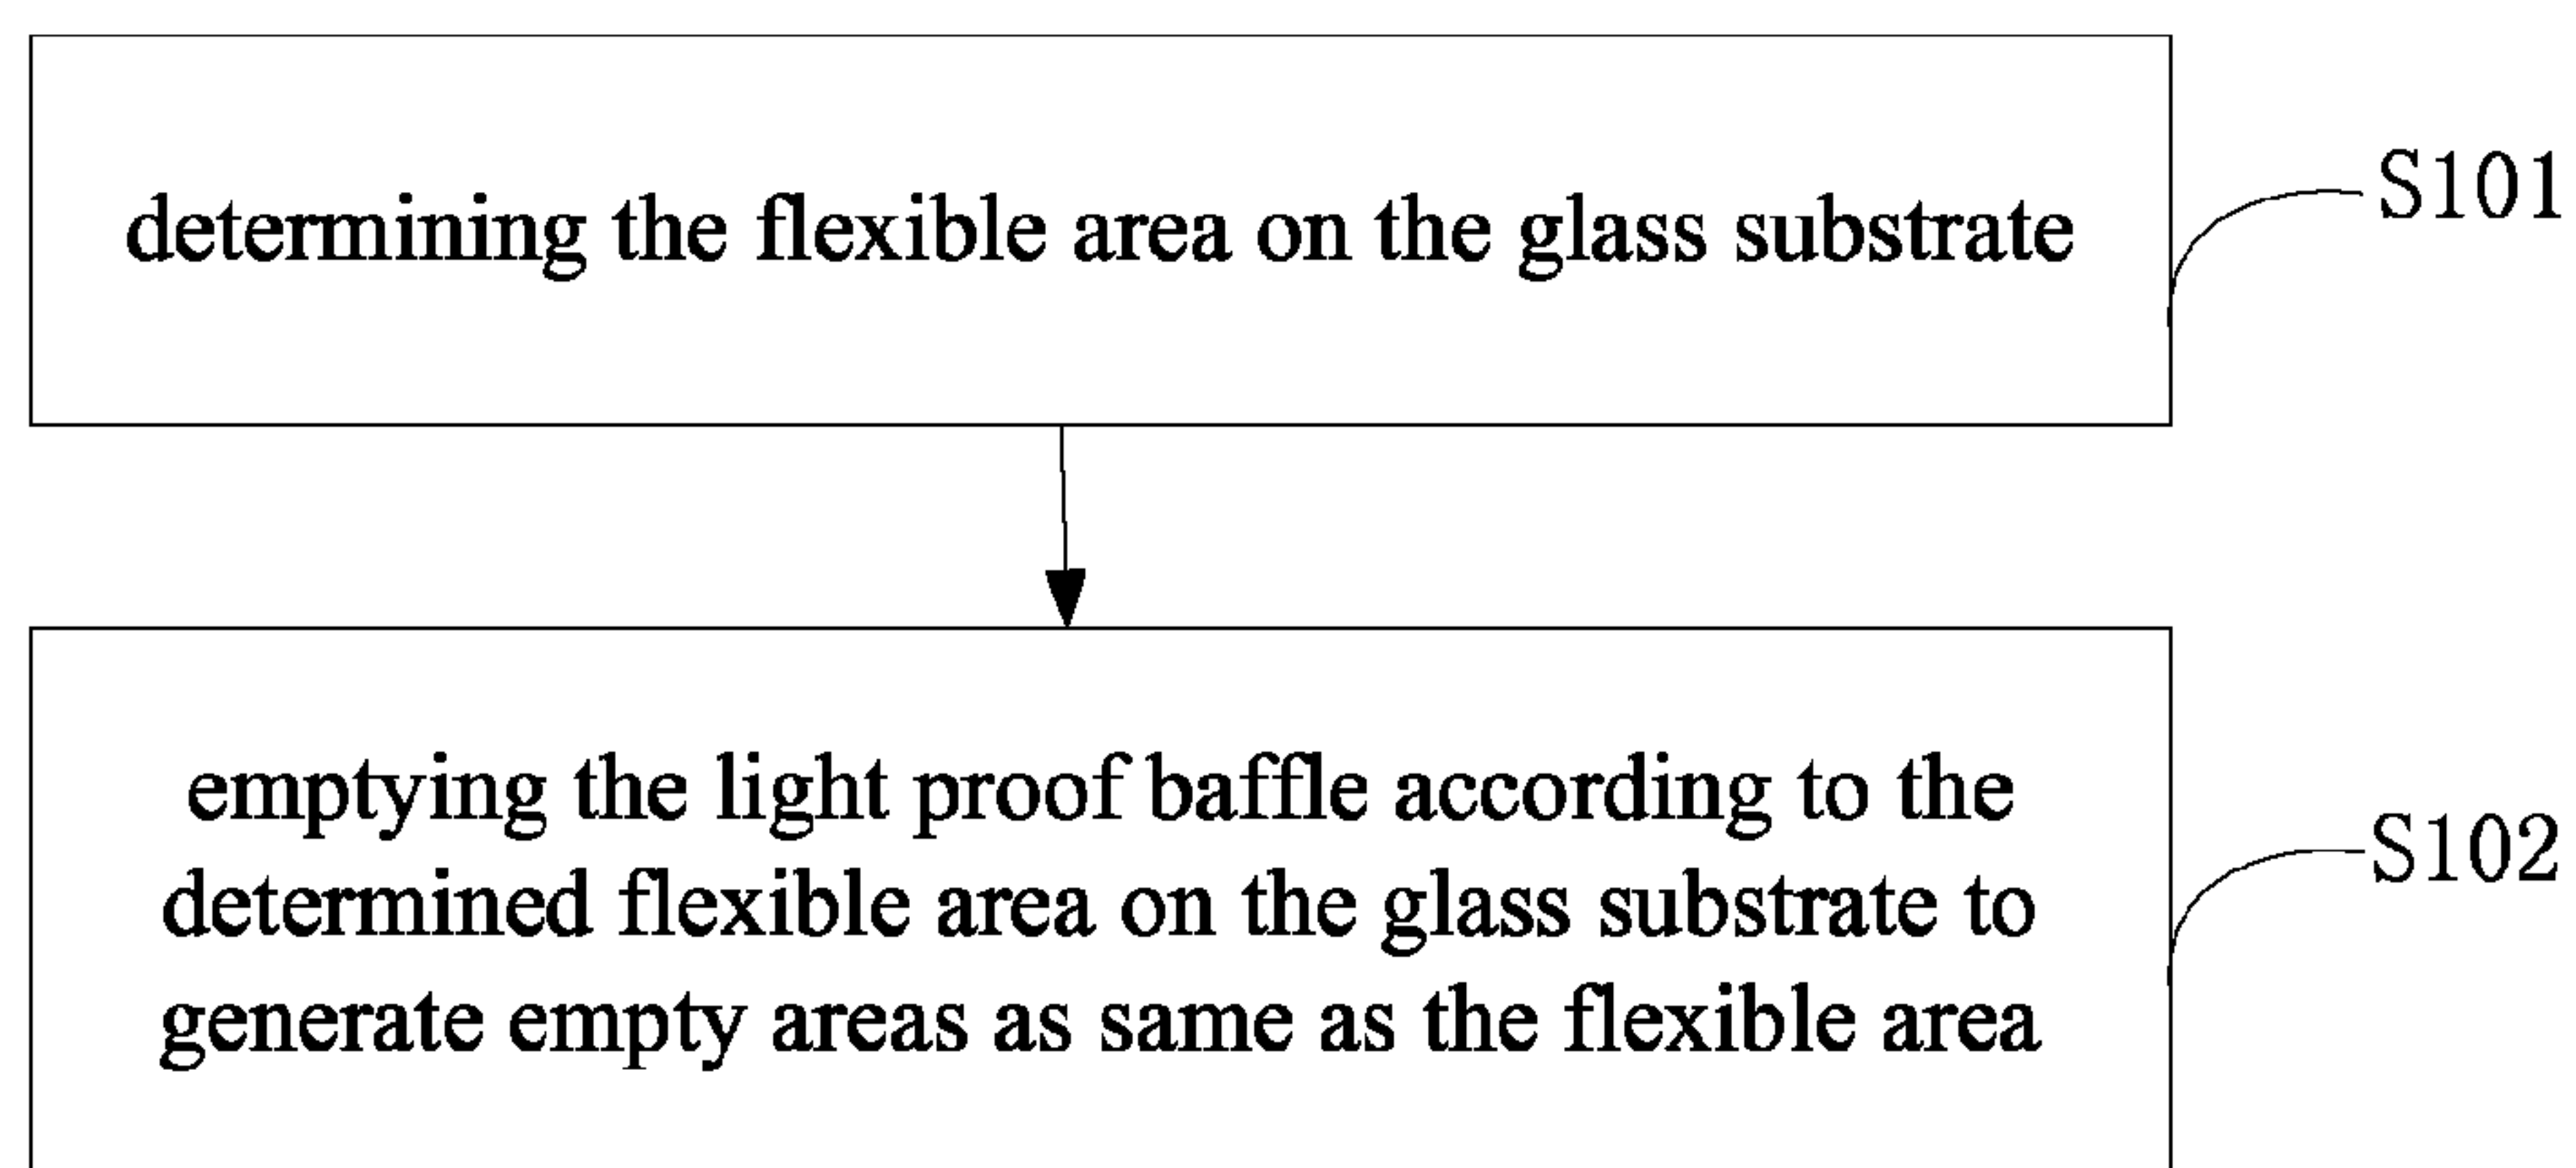 determining the flexible area on the glass substrate
S101
emptying the light proof baffle according to the
determined flexible area on the glass substrate to
generate empty areas as same as the flexible area
S102